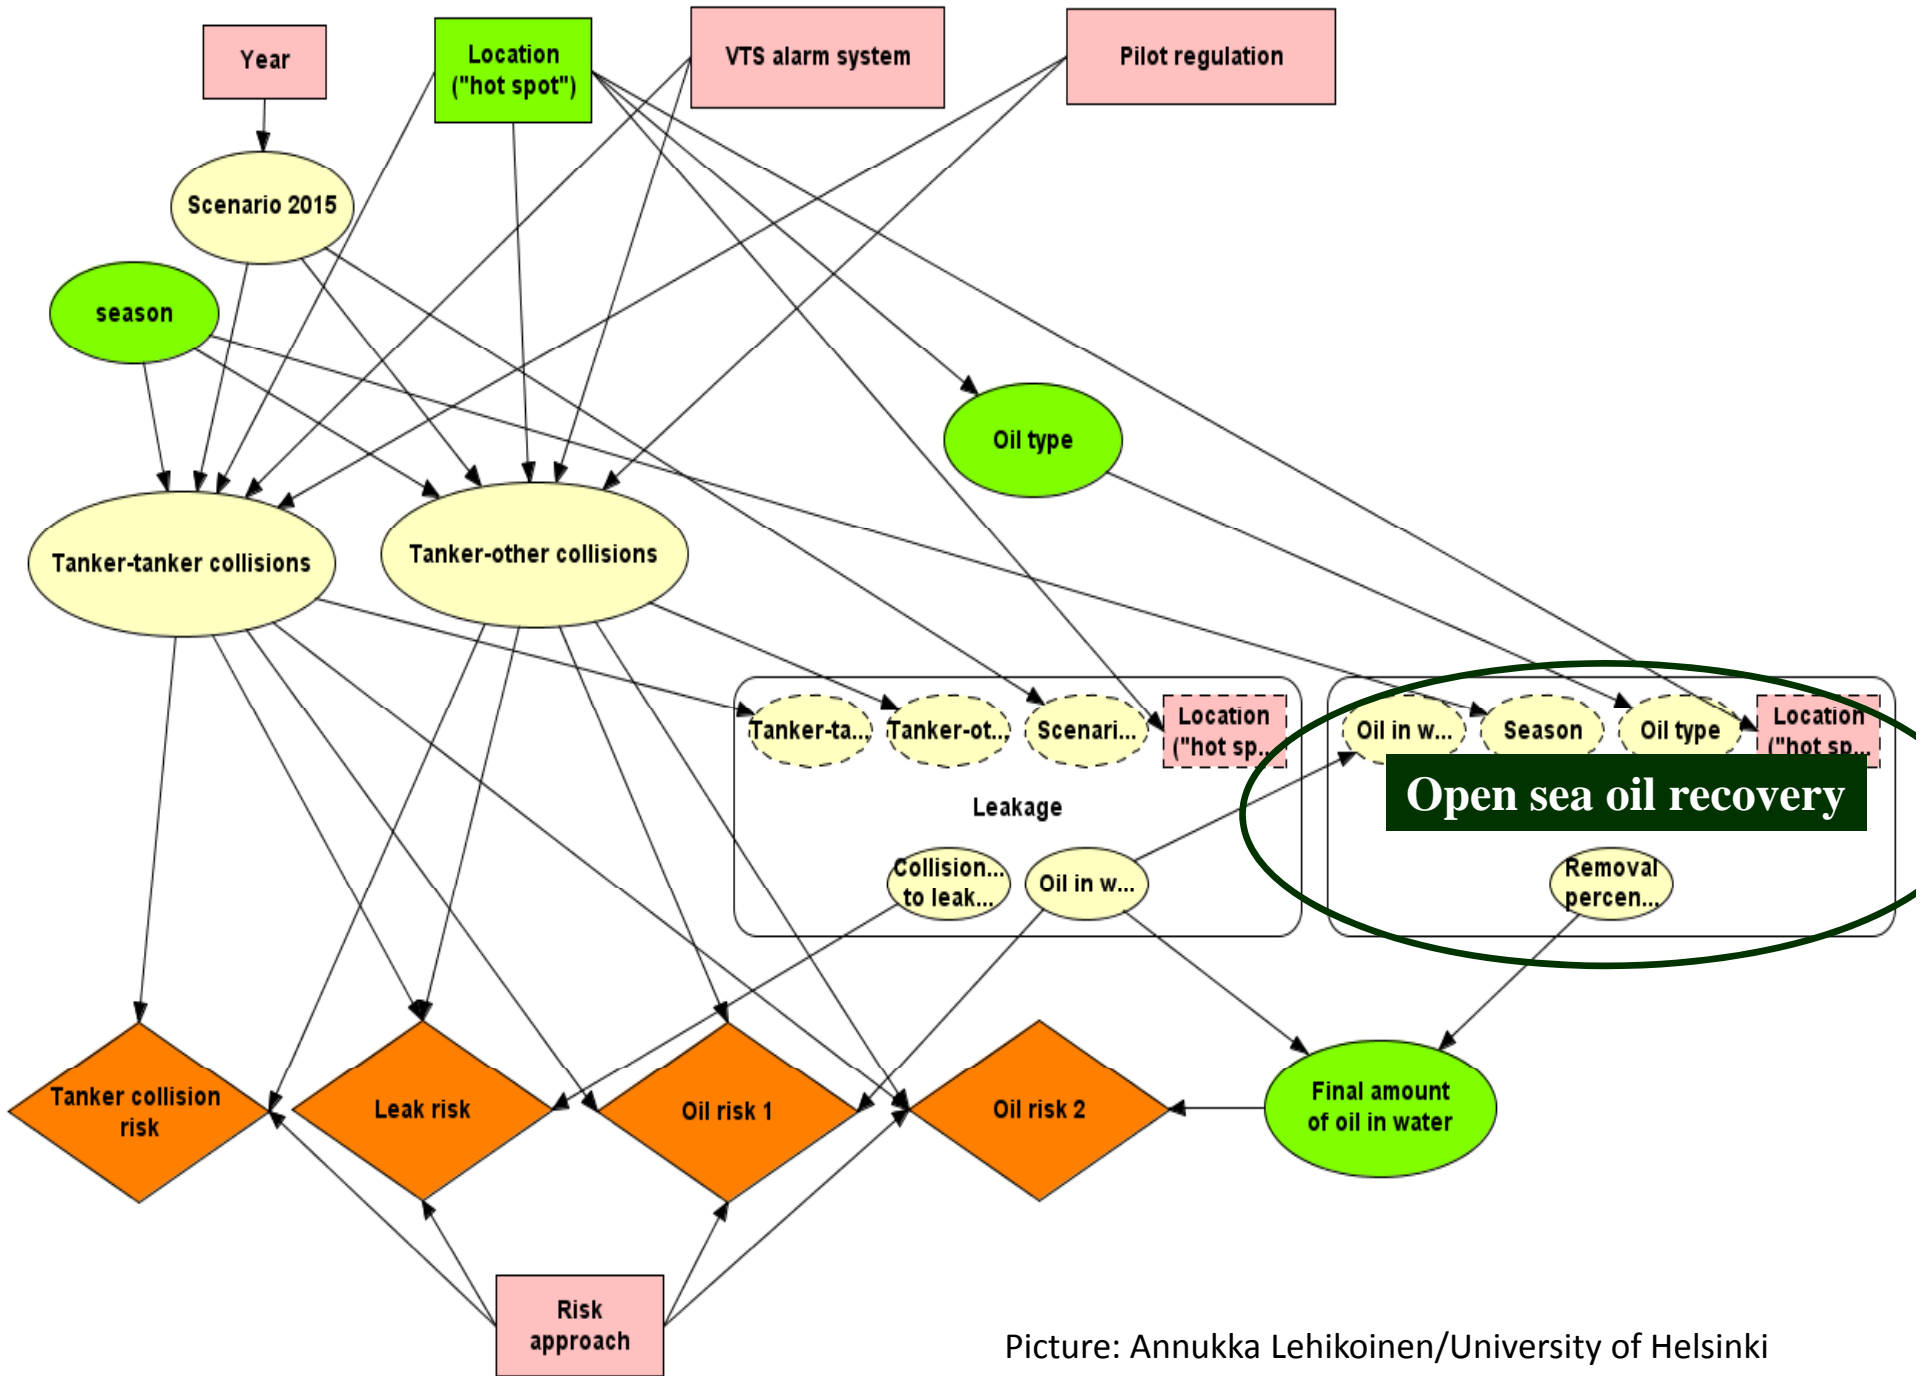 Year
Location
("hot spot")
VTS alarm system
Pilot regulation
Scenario 2015
season
Oil type
Tanker-tanker collisions
Tanker-other collisions
Tanker-ta...
Tanker-ot...
Scenari...
Location
("hot sp...
Oil in w...
Season
Oil type
Location
("hot sp...
Leakage
Open sea oil recovery
Collision...
to leak...
Oil in w...
Removal
percen...
Tanker collision
risk
Leak risk
Oil risk 1
Oil risk 2
Final amount
of oil in water
Risk
approach
Picture: Annukka Lehikoinen/University of Helsinki